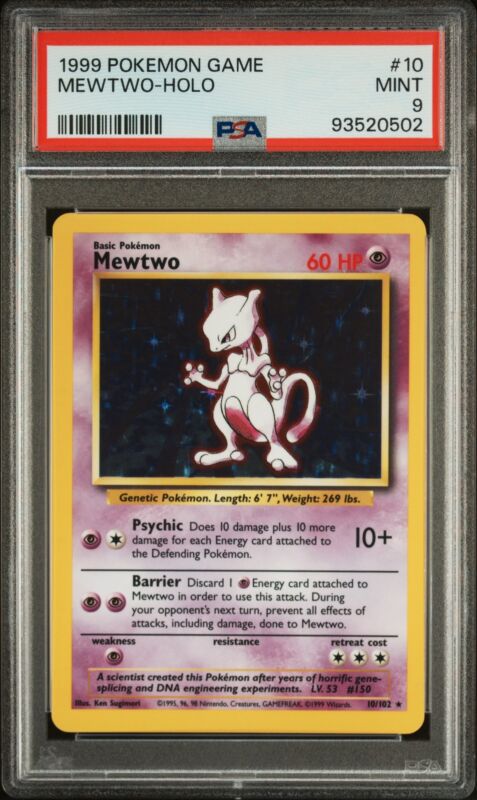 1999 POKEMON GAME #10
MEWTWO-HOLO MINT
9
PSA 93520502
Basic Pokémon
Mewtwo 60 HP
Genetic Pokémon. Length: 6' 7", Weight: 269 lbs.
Psychic Does 10 damage plus 10 more
damage for each Energy card attached to
the Defending Pokémon.
10+
Barrier Discard 1 Energy card attached to
Mewtwo in order to use this attack. During
your opponent's next turn, prevent all effects of
attacks, including damage, done to Mewtwo.
weakness resistance retreat cost
A scientist created this Pokémon after years of horrific gene-
splicing and DNA engineering experiments. LV. 53 #150
Illus. Ken Sugimori ©1995, 96, 98 Nintendo, Creatures, GAMEFREAK. ©1999 Wizards. 10/102 ★
PSA